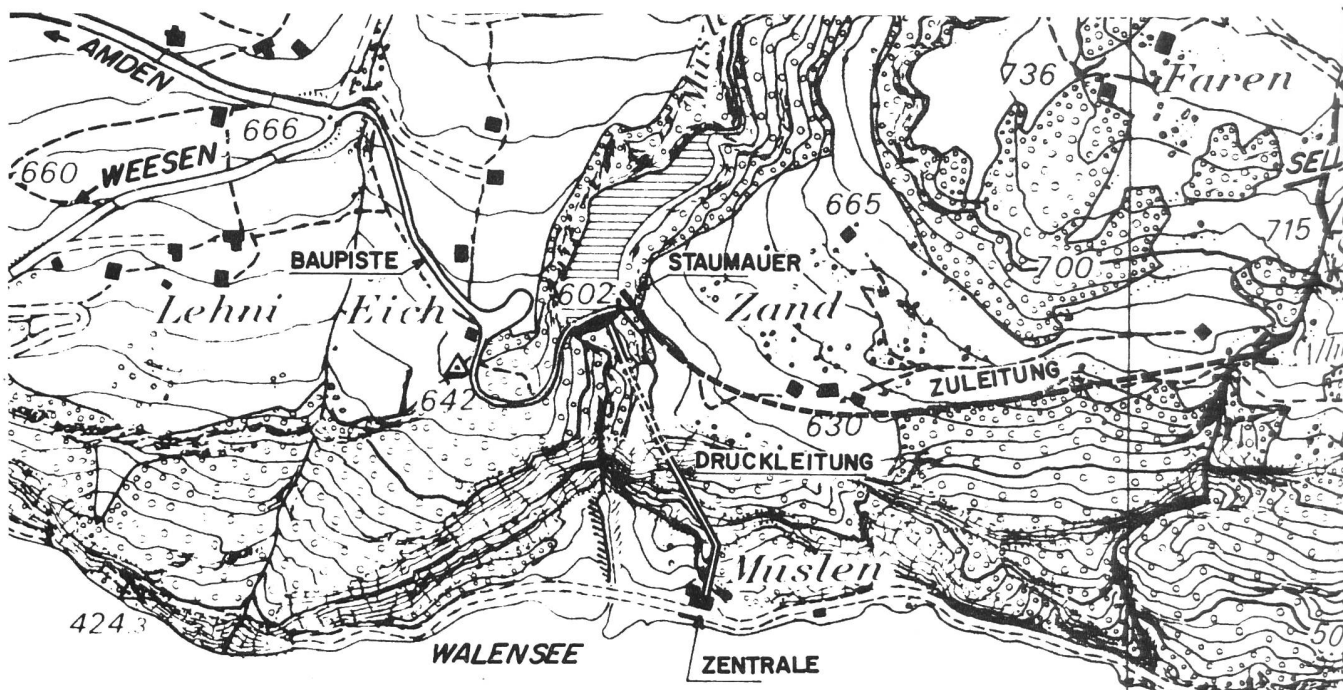 AMDEN
736
Faren
666
660
WEESEN
665
715
BAUPISTE
STAUMAUER
700
602
Lehni
Eich
Zand
ZULEITUNG
642
630
DRUCKLEITUNG
Müslen
424.3
WALENSEE
ZENTRALE